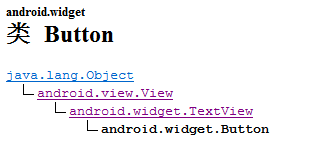 android.widget
类 Button
java.lang.Object
android.view.View
android.widget.TextView
android.widget.Button